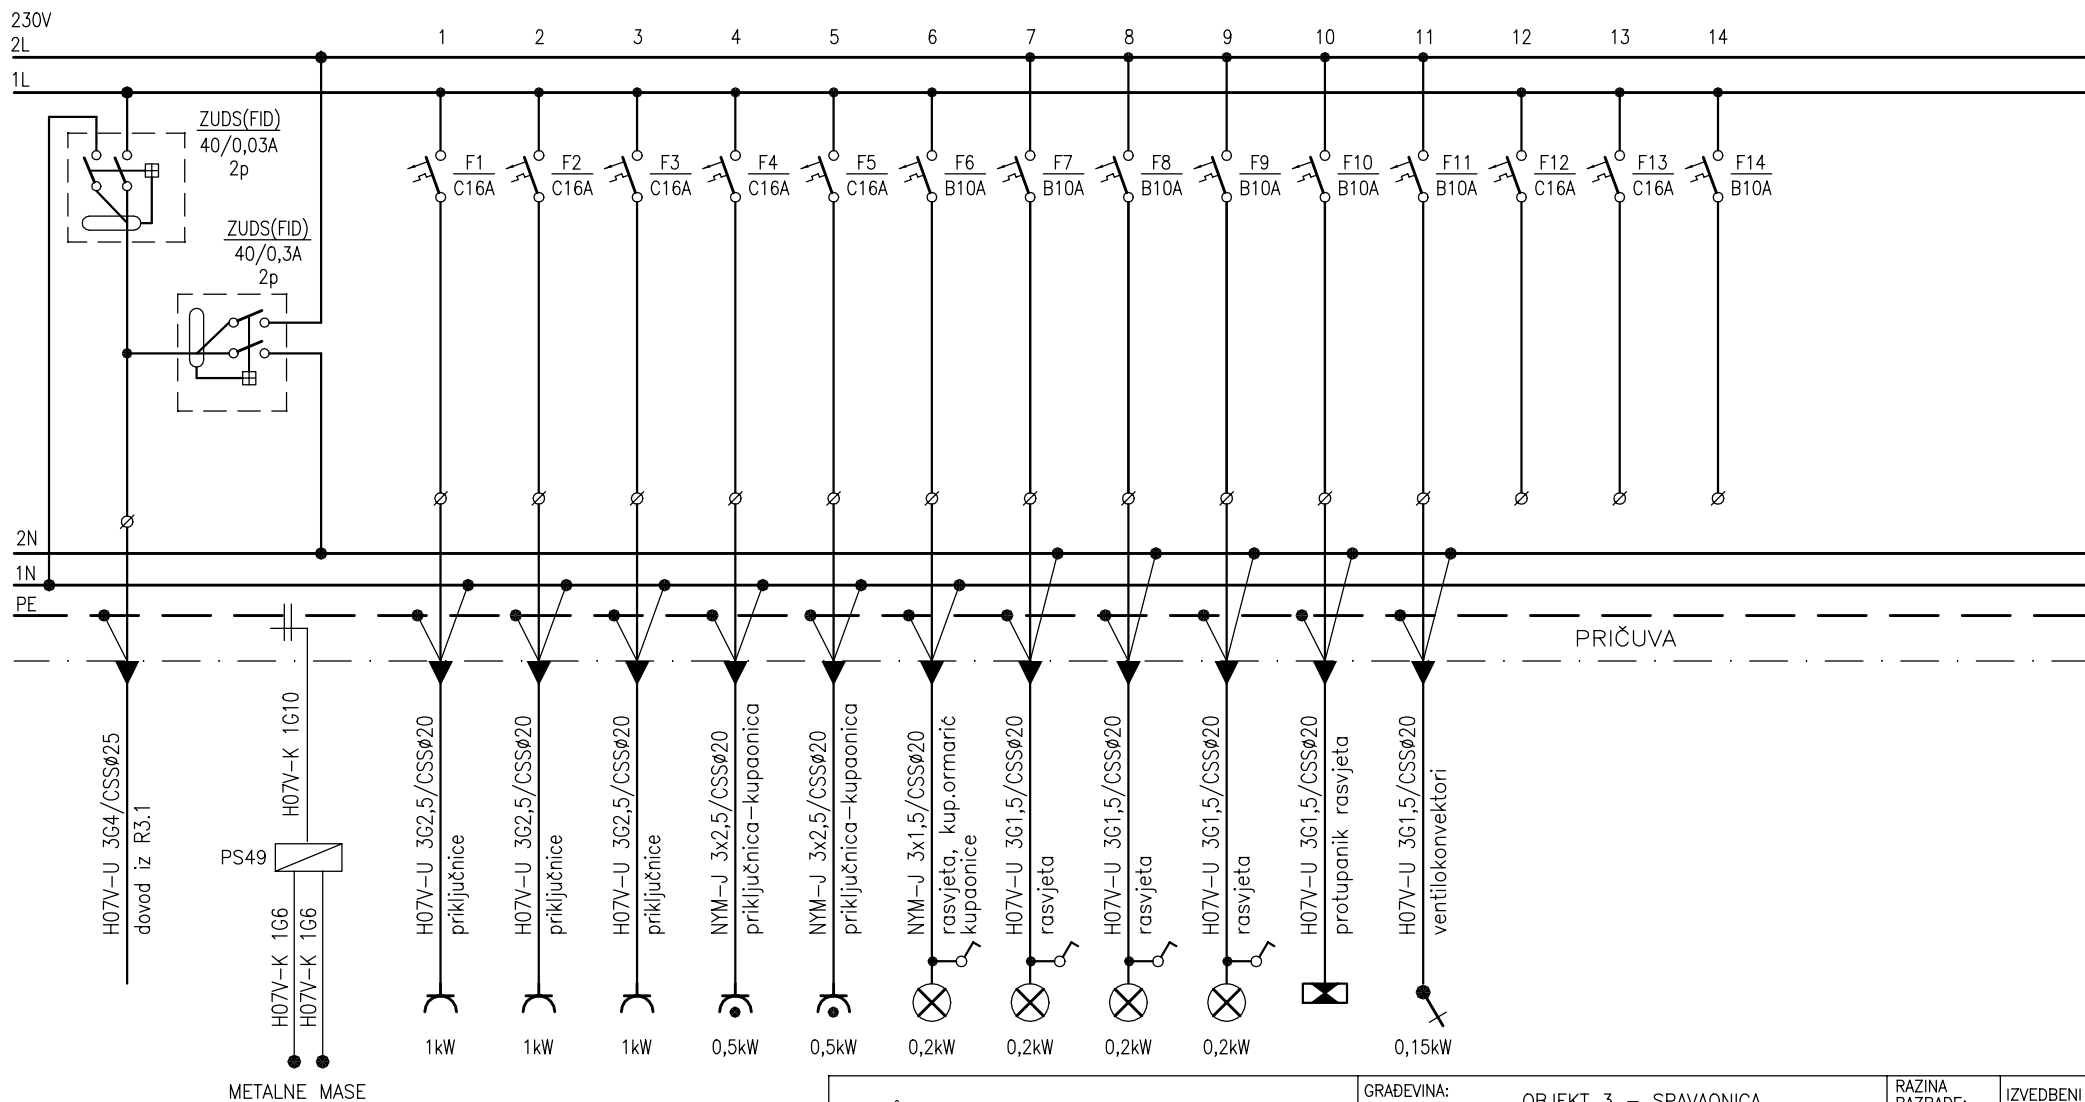 230V
2L
1 2 3 4 5 6 7 8 9 10 11 12 13 14
1L
ZUDS(FID)
40/0,03A
2p
ZUDS(FID)
40/0,3A
2p
F1
C16A
F2
C16A
F3
C16A
F4
C16A
F5
C16A
F6
B10A
F7
B10A
F8
B10A
F9
B10A
F10
B10A
F11
B10A
F12
C16A
F13
C16A
F14
B10A
2N
1N
PE
PRIČUVA
H07V-U 3G4/CSSø25
dovod iz R3.1
H07V-K 1G10
PS49
H07V-K 1G6
H07V-K 1G6
METALNE MASE
H07V-U 3G2,5/CSSø20
priključnice
H07V-U 3G2,5/CSSø20
priključnice
H07V-U 3G2,5/CSSø20
priključnice
NYM-J 3x2,5/CSSø20
priključnica-kupaonica
NYM-J 3x2,5/CSSø20
priključnica-kupaonica
NYM-J 3x1,5/CSSø20
rasvjeta, kup.ormarić
kupaonice
H07V-U 3G1,5/CSSø20
rasvjeta
H07V-U 3G1,5/CSSø20
rasvjeta
H07V-U 3G1,5/CSSø20
rasvjeta
H07V-U 3G1,5/CSSø20
protupanik rasvjeta
H07V-U 3G1,5/CSSø20
ventilokonvektori
1kW 1kW 1kW 0,5kW 0,5kW 0,2kW 0,2kW 0,2kW 0,2kW 0,15kW
GRAĐEVINA:
OBJEKT 3 – SPAVAONICA
RAZINA
RAZRADE:
IZVEDBENI